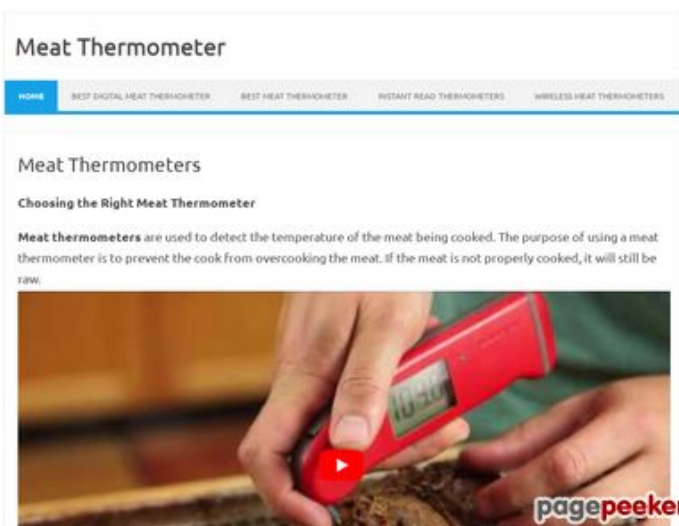 Meat Thermometer
HOME BEST DIGITAL MEAT THERMOMETER BEST MEAT THERMOMETER INSTANT READ THERMOMETERS WIRELESS MEAT THERMOMETERS
Meat Thermometers
Choosing the Right Meat Thermometer
Meat thermometers are used to detect the temperature of the meat being cooked. The purpose of using a meat
thermometer is to prevent the cook from overcooking the meat. If the meat is not properly cooked, it will still be
raw.
pagepeeker